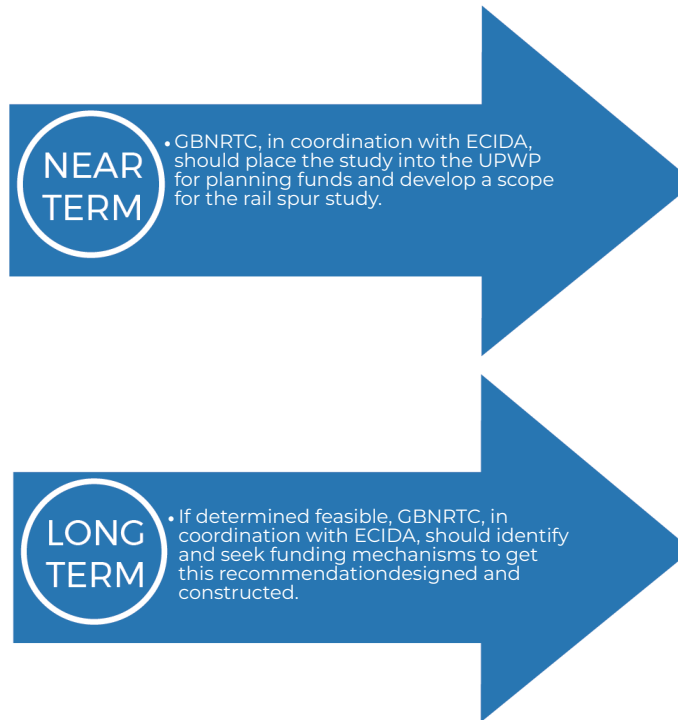 NEAR
TERM
• GBNRTC, in coordination with ECIDA,
should place the study into the UPWP
for planning funds and develop a scope
for the rail spur study.
LONG
TERM
• If determined feasible, GBNRTC, in
coordination with ECIDA, should identify
and seek funding mechanisms to get
this recommendationdesigned and
constructed.